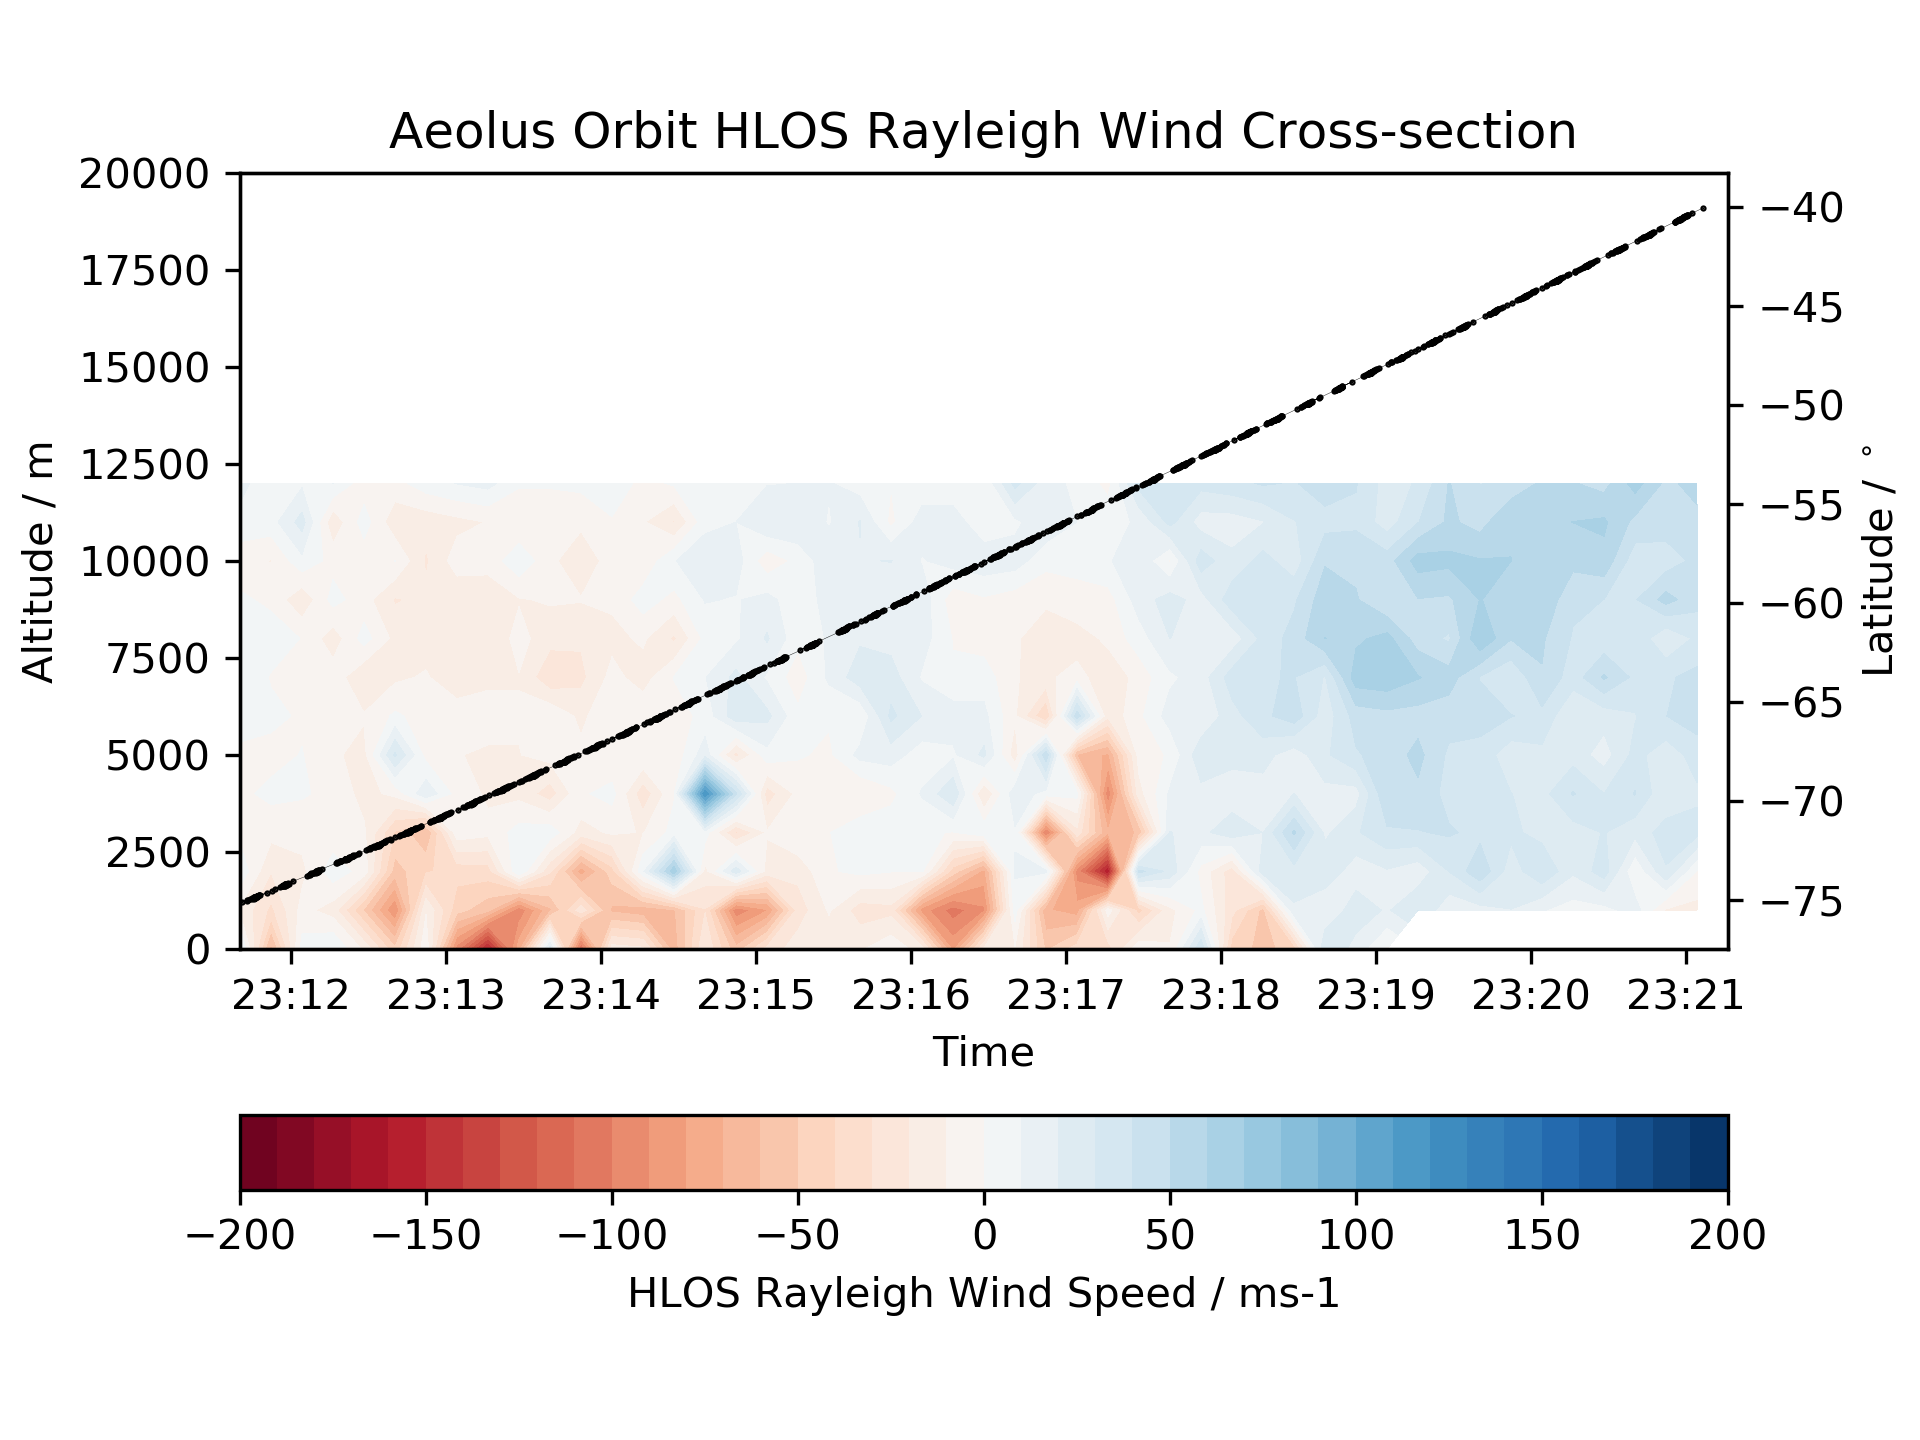 Aeolus Orbit HLOS Rayleigh Wind Cross-section
20000
17500
15000
12500
10000
7500
5000
2500
0
Altitude / m
−40
−45
−50
−55
−60
−65
−70
−75
Latitude / °
23:12 23:13 23:14 23:15 23:16 23:17 23:18 23:19 23:20 23:21
Time
−200 −150 −100 −50 0 50 100 150 200
HLOS Rayleigh Wind Speed / ms-1